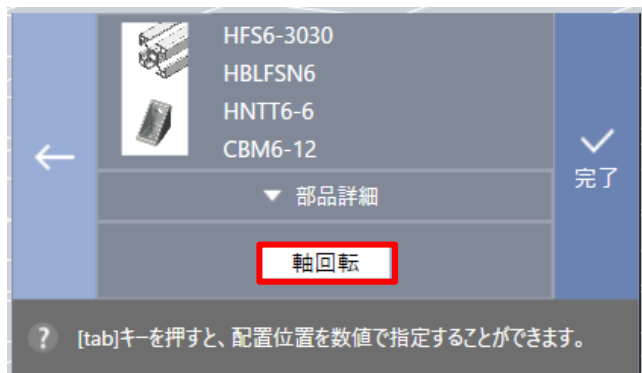 HFS6-3030
HBLFSN6
HNTT6-6
CBM6-12
完了
▼ 部品詳細
軸回転
? [tab]キーを押すと、配置位置を数値で指定することができます。